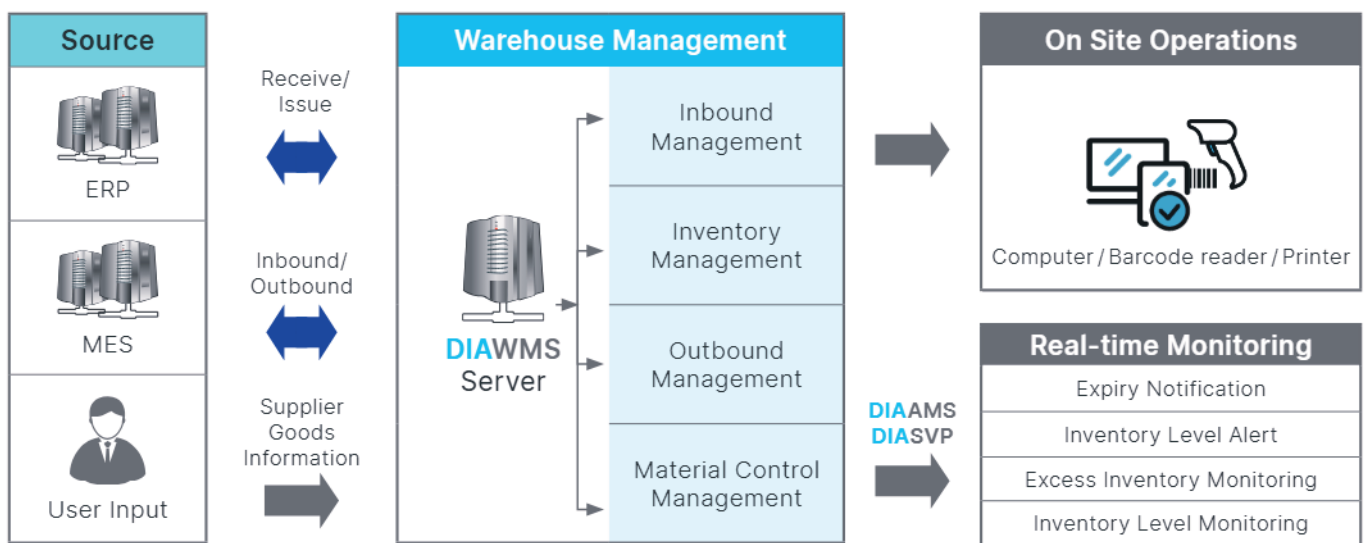 Source
ERP
MES
User Input
Receive/
Issue
Inbound/
Outbound
Supplier
Goods
Information
Warehouse Management
DIAWMS
Server
Inbound
Management
Inventory
Management
Outbound
Management
Material Control
Management
On Site Operations
Computer / Barcode reader / Printer
DIAAMS
DIASVP
Real-time Monitoring
Expiry Notification
Inventory Level Alert
Excess Inventory Monitoring
Inventory Level Monitoring